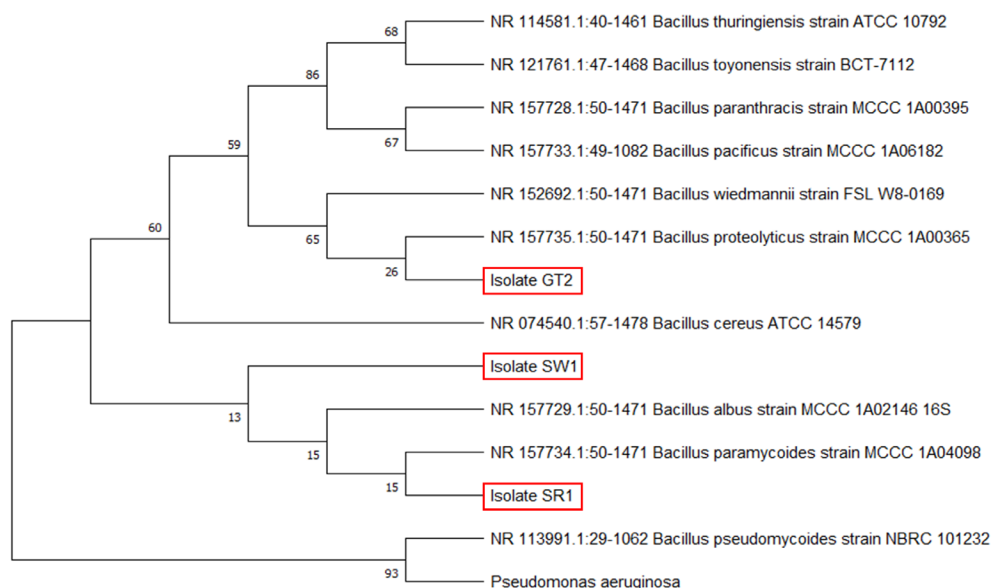 68
NR 114581.1:40-1461 Bacillus thuringiensis strain ATCC 10792
NR 121761.1:47-1468 Bacillus toyonensis strain BCT-7112
86
NR 157728.1:50-1471 Bacillus paranthracis strain MCCC 1A00395
67
NR 157733.1:49-1082 Bacillus pacificus strain MCCC 1A06182
59
NR 152692.1:50-1471 Bacillus wiedmannii strain FSL W8-0169
65
NR 157735.1:50-1471 Bacillus proteolyticus strain MCCC 1A00365
60
26
Isolate GT2
NR 074540.1:57-1478 Bacillus cereus ATCC 14579
Isolate SW1
13
NR 157729.1:50-1471 Bacillus albus strain MCCC 1A02146 16S
15
NR 157734.1:50-1471 Bacillus paramycoides strain MCCC 1A04098
15
Isolate SR1
NR 113991.1:29-1062 Bacillus pseudomycoides strain NBRC 101232
93
Pseudomonas aeruginosa